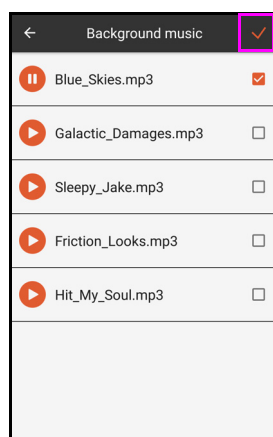 Background music
Blue_Skies.mp3
Galactic_Damages.mp3
Sleepy_Jake.mp3
Friction_Looks.mp3
Hit_My_Soul.mp3